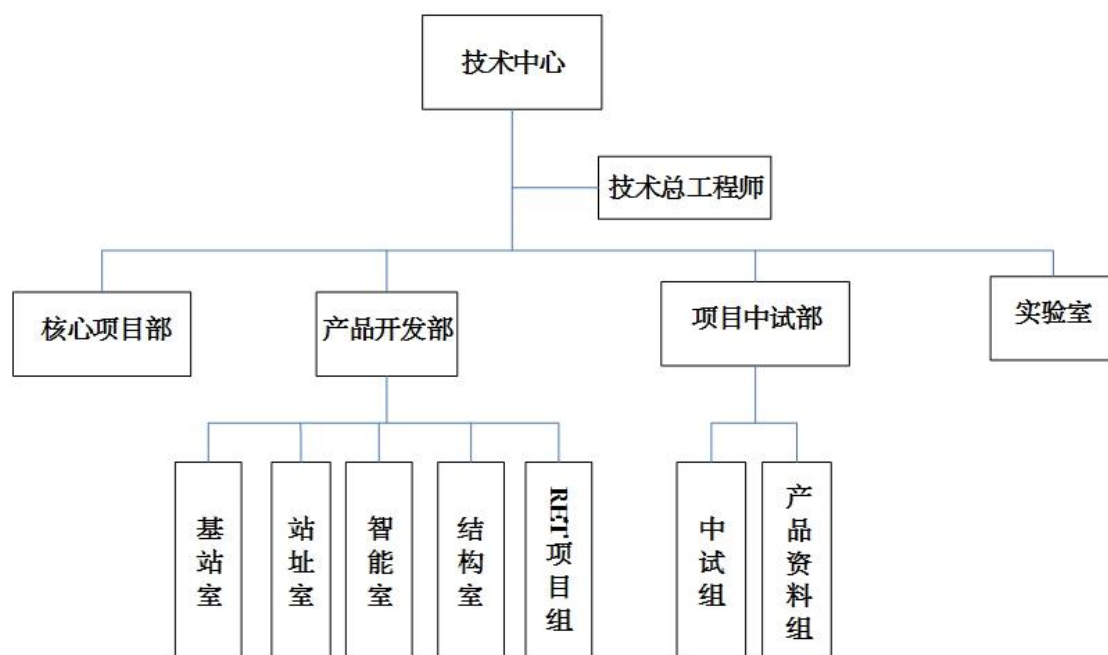 技术中心
技术总工程师
核心项目部
产品开发部
项目中试部
实验室
基站室
站址室
智能室
结构室
RET项目组
中试组
产品资料组